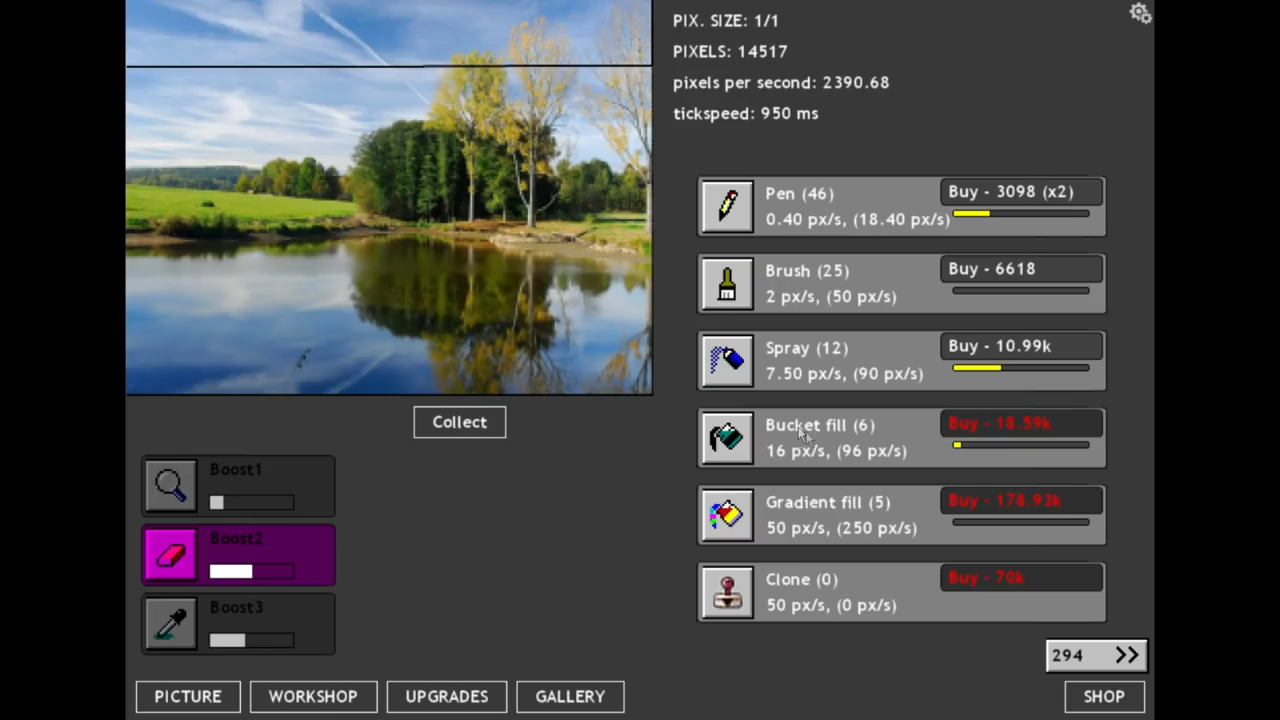 PIX. SIZE: 1/1
PIXELS: 14517
pixels per second: 2390.68
tickspeed: 950 ms
Pen (46)
Buy - 3098 (x2)
0.40 px/s, (18.40 px/s)
Brush (25)
Buy - 6618
2 px/s, (50 px/s)
Spray (12)
Buy - 10.99k
7.50 px/s, (90 px/s)
Bucket fill (6)
Buy - 18.59k
16 px/s, (96 px/s)
Gradient fill (5)
Buy - 178.93k
50 px/s, (250 px/s)
Clone (0)
Buy - 70k
50 px/s, (0 px/s)
Collect
Boost1
Boost2
Boost3
294
PICTURE
WORKSHOP
UPGRADES
GALLERY
SHOP